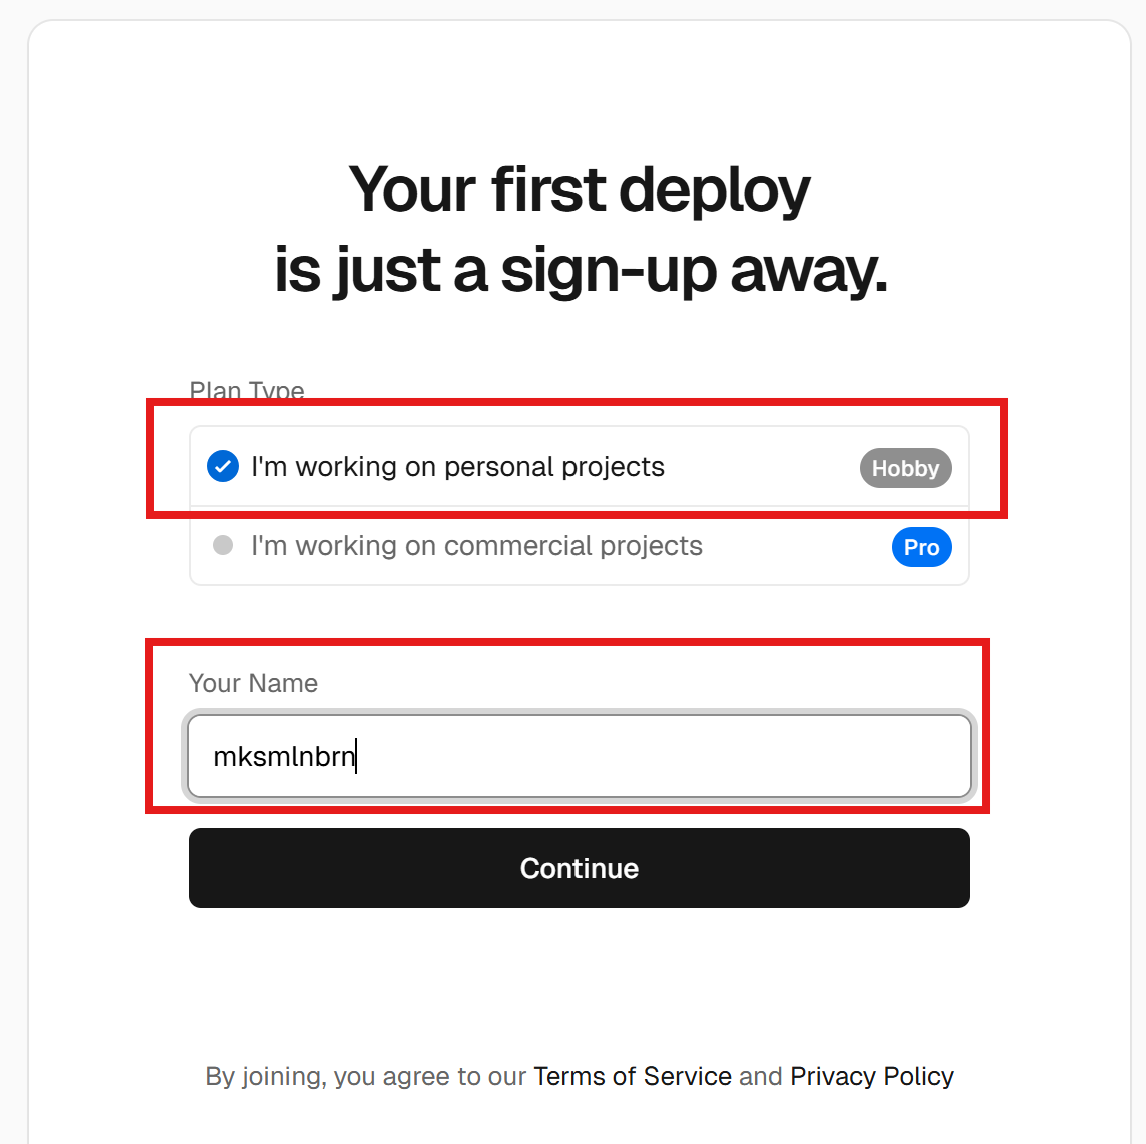 Your first deploy
is just a sign-up away.
Plan Type
I'm working on personal projects
Hobby
I'm working on commercial projects
Pro
Your Name
mksmlnbrn
Continue
By joining, you agree to our Terms of Service and Privacy Policy